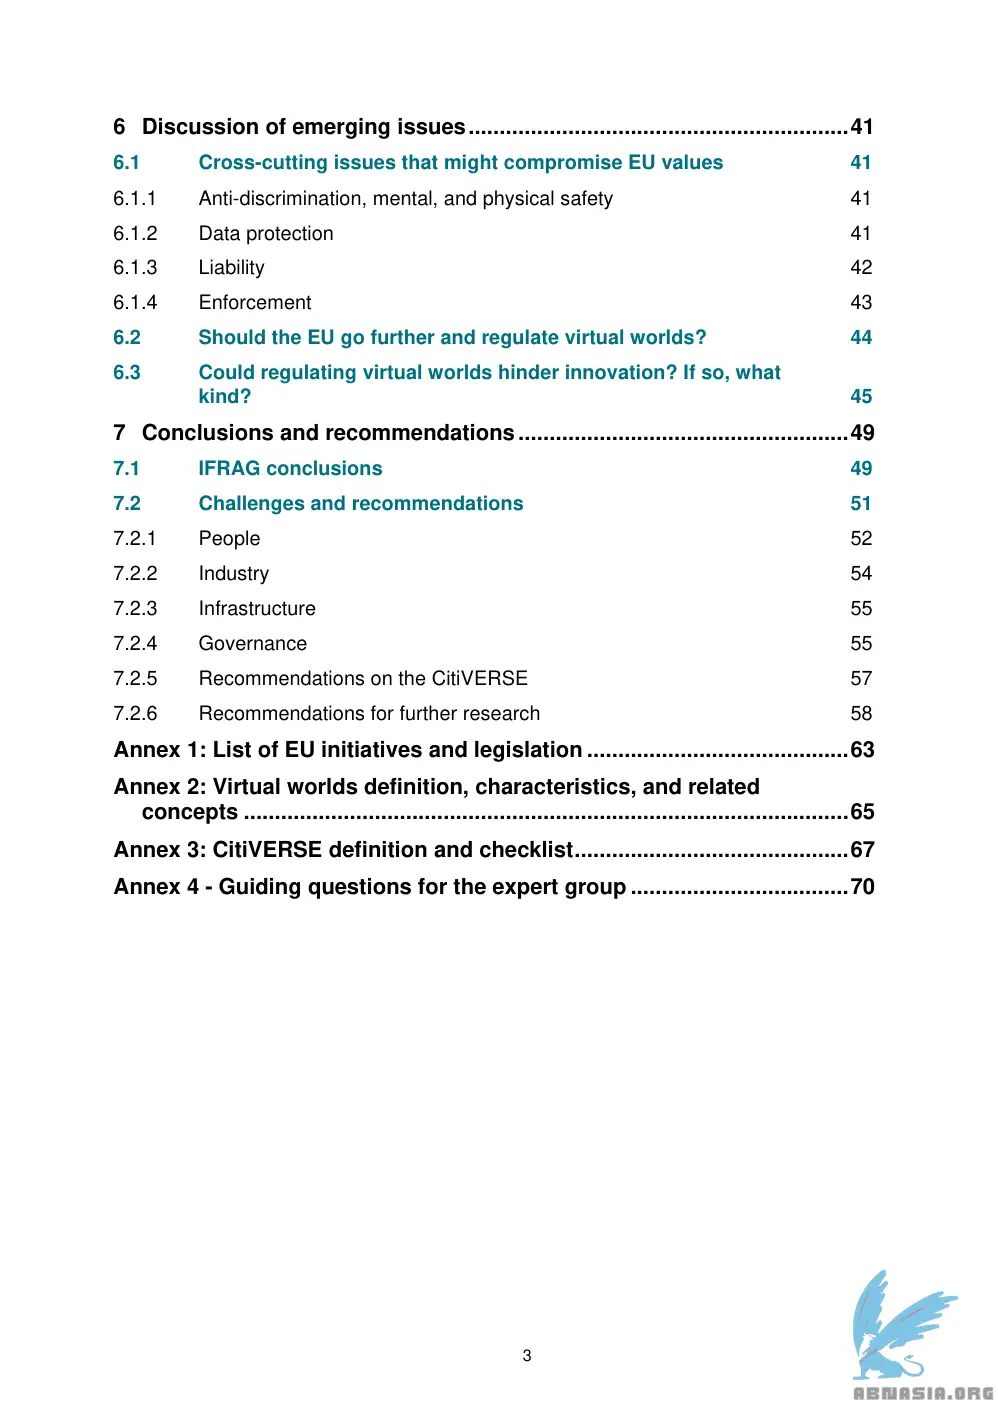 6 Discussion of emerging issues.............................................................41
6.1 Cross-cutting issues that might compromise EU values 41
6.1.1 Anti-discrimination, mental, and physical safety 41
6.1.2 Data protection 41
6.1.3 Liability 42
6.1.4 Enforcement 43
6.2 Should the EU go further and regulate virtual worlds? 44
6.3 Could regulating virtual worlds hinder innovation? If so, what
kind? 45
7 Conclusions and recommendations.....................................................49
7.1 IFRAG conclusions 49
7.2 Challenges and recommendations 51
7.2.1 People 52
7.2.2 Industry 54
7.2.3 Infrastructure 55
7.2.4 Governance 55
7.2.5 Recommendations on the CitiVERSE 57
7.2.6 Recommendations for further research 58
Annex 1: List of EU initiatives and legislation..........................................63
Annex 2: Virtual worlds definition, characteristics, and related
concepts.................................................................................................65
Annex 3: CitiVERSE definition and checklist............................................67
Annex 4 - Guiding questions for the expert group...................................70
3
ABNASIA.ORG